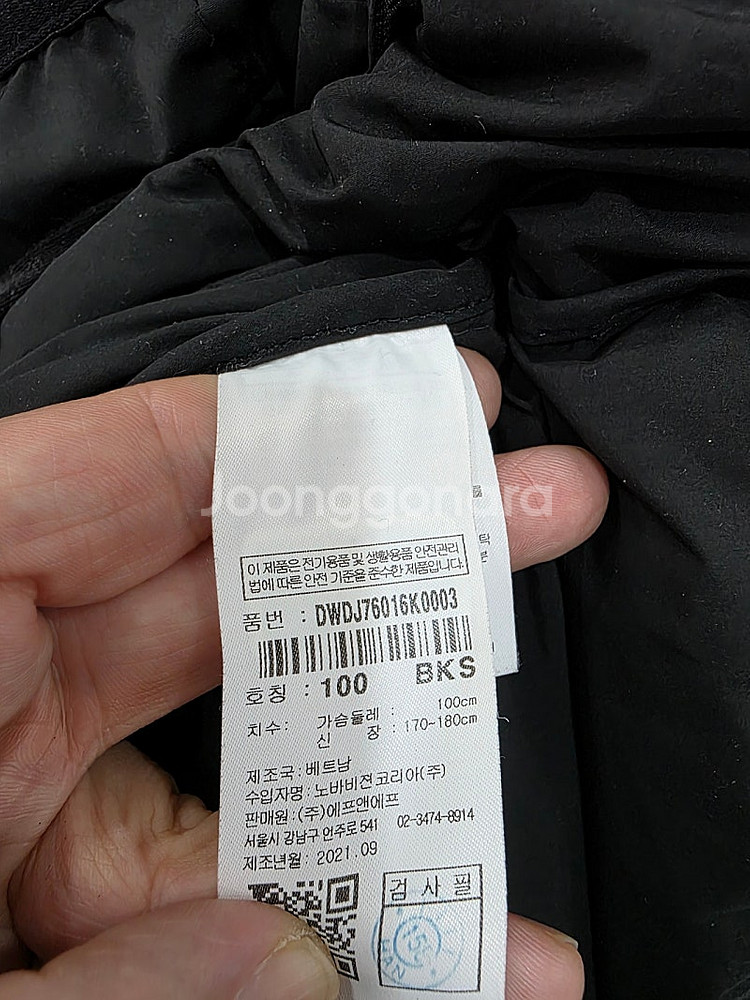 Joonggonara
이 제품은 전기용품 및 생활용품 안전관리
법에 따른 안전 기준을 준수한 제품입니다.
품번 : DWDJ76016K0003
BKS
호칭 : 100
치수 : 가슴둘레 : 100cm
신 장 : 170~180cm
제조국 : 베트남
수입자명 : 노바비젼코리아(주)
판매원 : (주)에프앤에프
서울시 강남구 언주로 541 02-3474-8914
제조년월 : 2021.09
검사필